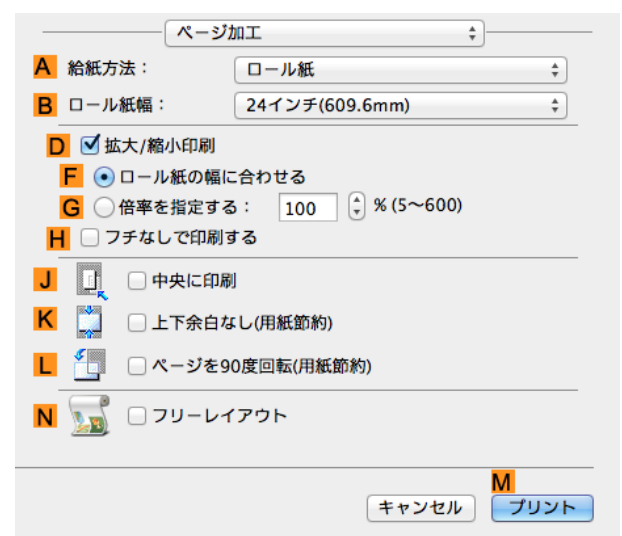 ページ加工
A 給紙方法： ロール紙
B ロール紙幅： 24インチ(609.6mm)
D 拡大/縮小印刷
F ロール紙の幅に合わせる
G 倍率を指定する： 100 % (5～600)
H フチなしで印刷する
J 中央に印刷
K 上下余白なし(用紙節約)
L ページを90度回転(用紙節約)
N フリーレイアウト
M
キャンセル プリント